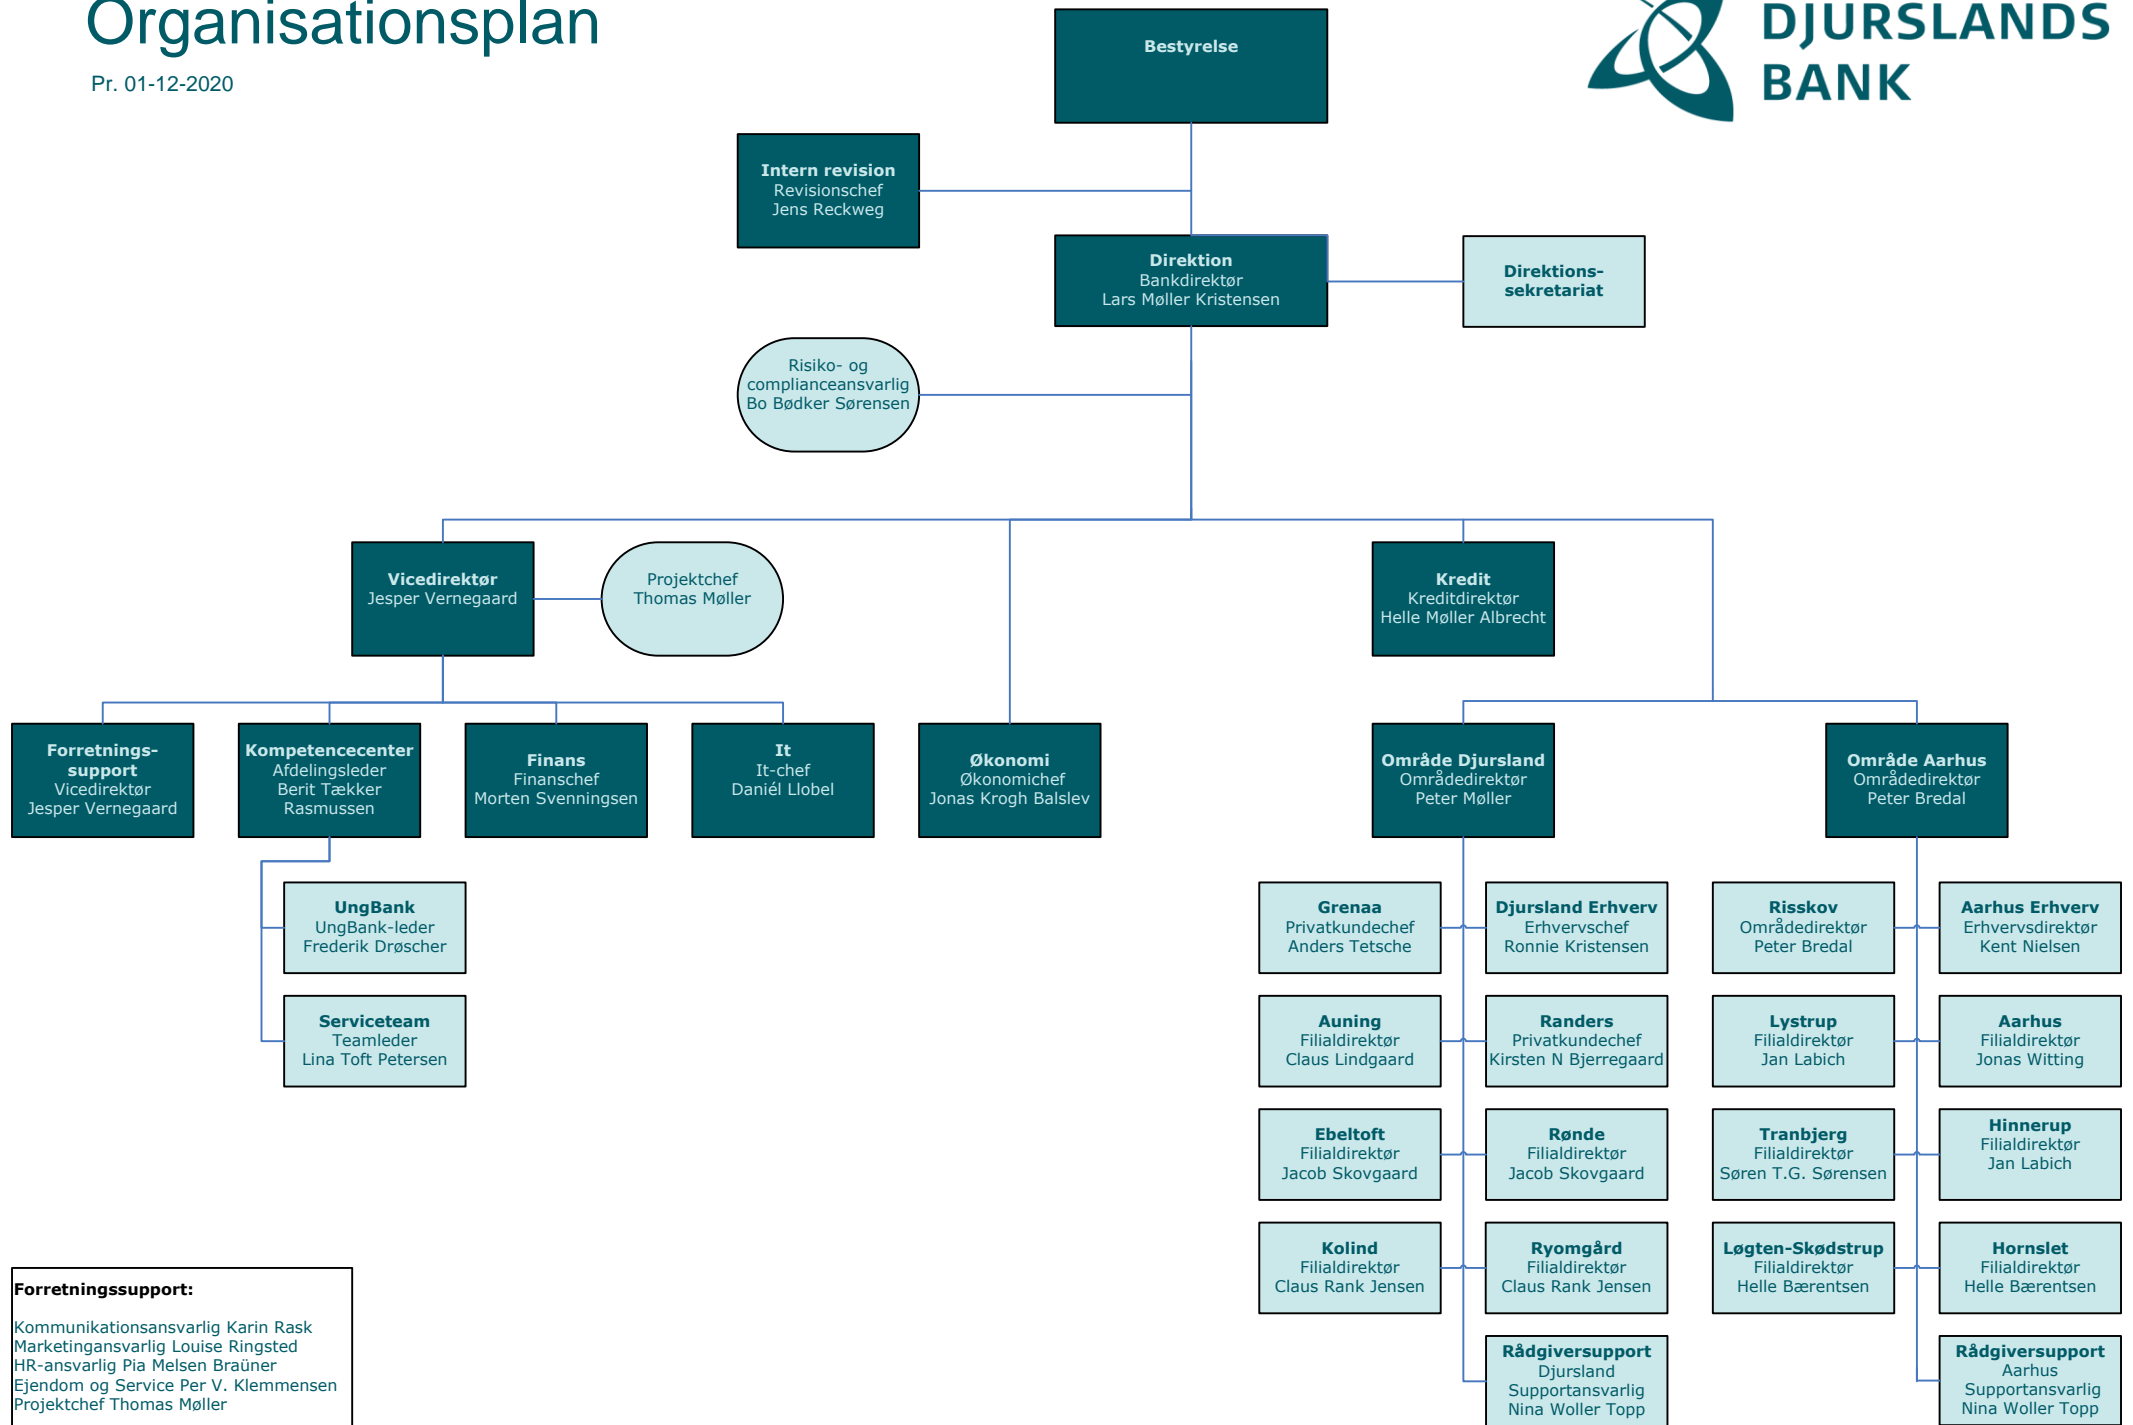 Organisationsplan
Pr. 01-12-2020
DJURSLANDS
BANK
Bestyrelse
Intern revision
Revisionschef
Jens Reckweg
Direktion
Bankdirektør
Lars Møller Kristensen
Direktions-
sekretariat
Risiko- og
complianceansvarlig
Bo Bødker Sørensen
Vicedirektør
Jesper Vernegaard
Projektchef
Thomas Møller
Kredit
Kreditdirektør
Helle Møller Albrecht
Forretnings-
support
Vicedirektør
Jesper Vernegaard
Kompetencecenter
Afdelingsleder
Berit Tækker
Rasmussen
Finans
Finanschef
Morten Svenningsen
It
It-chef
Daniél Llobel
Økonomi
Økonomichef
Jonas Krogh Balslev
Område Djursland
Områdedirektør
Peter Møller
Område Aarhus
Områdedirektør
Peter Bredal
UngBank
UngBank-leder
Frederik Drøscher
Serviceteam
Teamleder
Lina Toft Petersen
Grenaa
Privatkundechef
Anders Tetsche
Djursland Erhverv
Erhvervschef
Ronnie Kristensen
Risskov
Områdedirektør
Peter Bredal
Aarhus Erhverv
Erhvervsdirektør
Kent Nielsen
Auning
Filialdirektør
Claus Lindgaard
Randers
Privatkundechef
Kirsten N Bjerregaard
Lystrup
Filialdirektør
Jan Labich
Aarhus
Filialdirektør
Jonas Witting
Ebeltoft
Filialdirektør
Jacob Skovgaard
Rønde
Filialdirektør
Jacob Skovgaard
Tranbjerg
Filialdirektør
Søren T.G. Sørensen
Hinnerup
Filialdirektør
Jan Labich
Kolind
Filialdirektør
Claus Rank Jensen
Ryomgård
Filialdirektør
Claus Rank Jensen
Løgten-Skødstrup
Filialdirektør
Helle Bærentsen
Hornslet
Filialdirektør
Helle Bærentsen
Rådgiversupport
Djursland
Supportansvarlig
Nina Woller Topp
Rådgiversupport
Aarhus
Supportansvarlig
Nina Woller Topp
Forretningssupport:
Kommunikationsansvarlig Karin Rask
Marketingansvarlig Louise Ringsted
HR-ansvarlig Pia Melsen Braüner
Ejendom og Service Per V. Klemmensen
Projektchef Thomas Møller